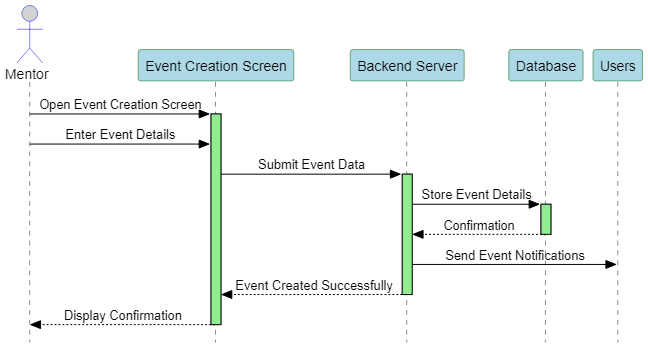 Mentor
Event Creation Screen
Backend Server
Database
Users
Open Event Creation Screen
Enter Event Details
Submit Event Data
Store Event Details
Confirmation
Send Event Notifications
Event Created Successfully
Display Confirmation